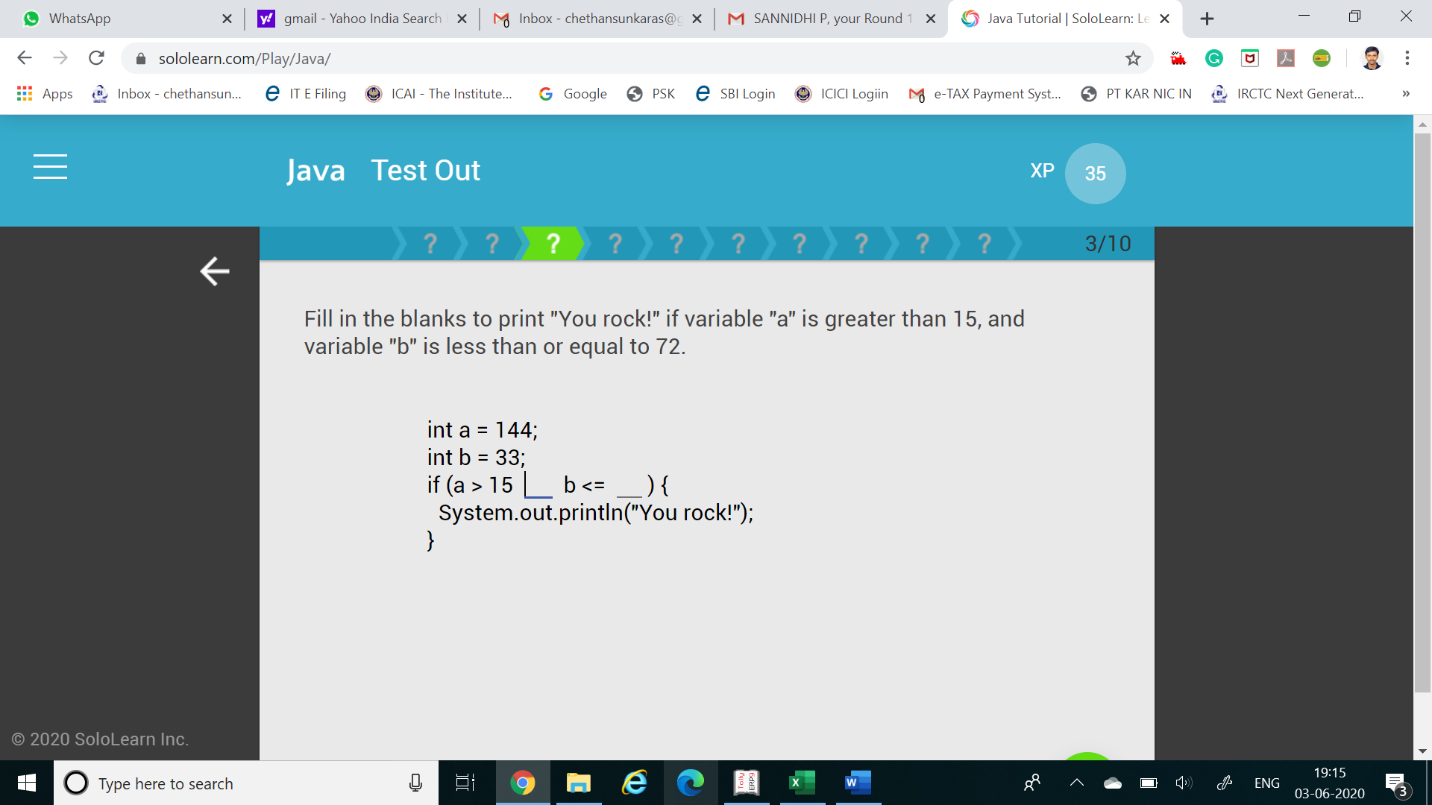 WhatsApp
gmail - Yahoo India Search
Inbox - chethansunkaras@g
SANNIDHI P, your Round 1
Java Tutorial | SoloLearn: Le
sololearn.com/Play/Java/
Apps
Inbox - chethansun...
IT E Filing
ICAI - The Institute...
Google
PSK
SBI Login
ICICI Logiin
e-TAX Payment Syst...
PT KAR NIC IN
IRCTC Next Generat...
»
Java Test Out
XP 35
? ? ? ? ? ? ? ? ? ?
3/10
Fill in the blanks to print "You rock!" if variable "a" is greater than 15, and
variable "b" is less than or equal to 72.
int a = 144;
int b = 33;
if (a > 15 __ b <= __ ) {
System.out.println("You rock!");
}
© 2020 SoloLearn Inc.
Type here to search
ENG
19:15
03-06-2020
3